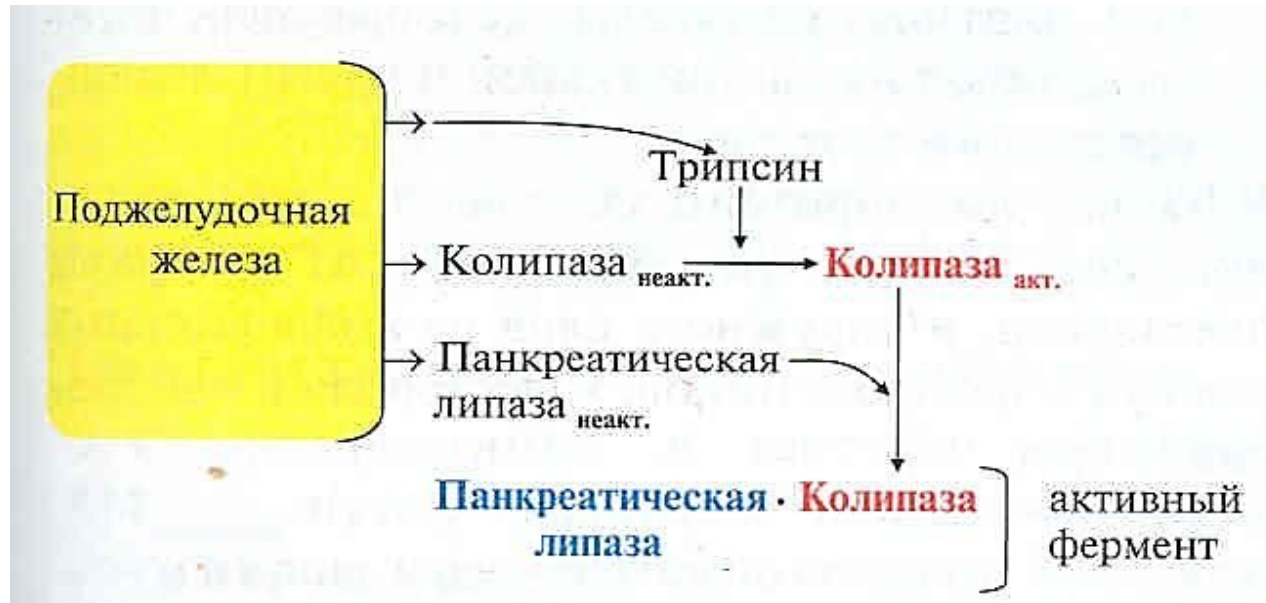 Поджелудочная
железа
Трипсин
Колипаза неакт.
Колипаза акт.
Панкреатическая
липаза неакт.
Панкреатическая · Колипаза
липаза
активный
фермент